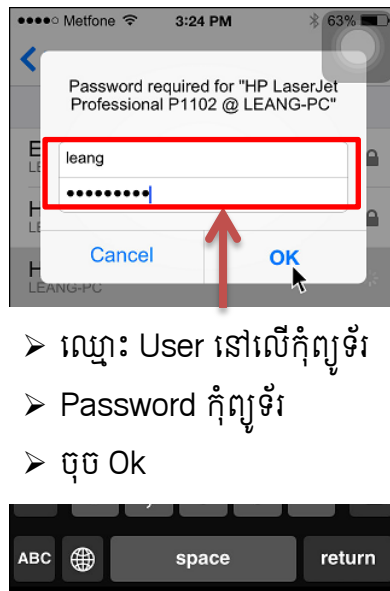 ●●●●○ Metfone 3:24 PM 63%
Password required for "HP LaserJet
Professional P1102 @ LEANG-PC"
leang
●●●●●●●●●
Cancel OK
LEANG-PC
➢ ឈ្មោះ User នៅលើកុំព្យូទ័រ
➢ Password កុំព្យូទ័រ
➢ ចុច Ok
ABC space return